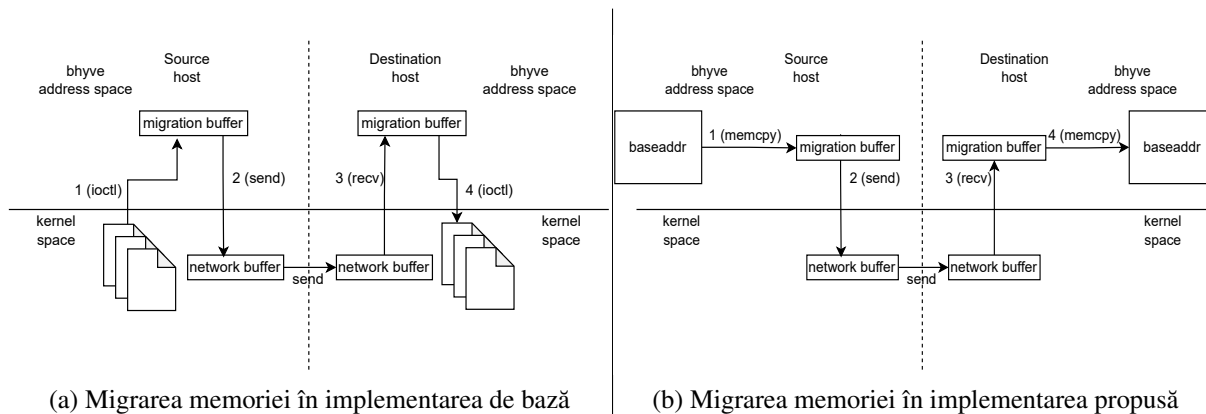 Source
host
bhyve
address space
Destination
host
bhyve
address space
migration buffer
migration buffer
1 (ioctl)
2 (send)
3 (recv)
4 (ioctl)
kernel
space
kernel
space
network buffer
send
network buffer
(a) Migrarea memoriei în implementarea de bază
bhyve
address space
Source
host
Destination
host
bhyve
address space
baseaddr
1 (memcpy)
migration buffer
migration buffer
4 (memcpy)
baseaddr
2 (send)
3 (recv)
kernel
space
kernel
space
network buffer
send
network buffer
(b) Migrarea memoriei în implementarea propusă